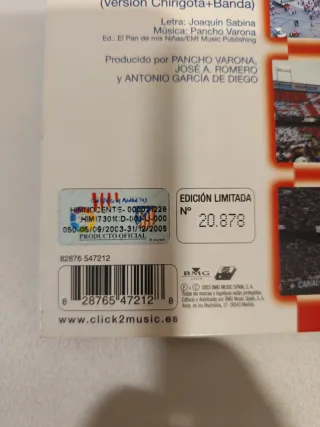 (Versión Chirigota+Banda)
Letra: Joaquín Sabina
Música: Pancho Varona
Ed.: El Pan de mis Niñas/EMI Music Publishing
Producido por PANCHO VARONA,
JOSÉ A. ROMERO
y ANTONIO GARCÍA DE DIEGO
PRODUCTO OFICIAL
EDICIÓN LIMITADA
Nº 20.878
82876 547212
8 28765 47212 8
BMG
www.click2music.es